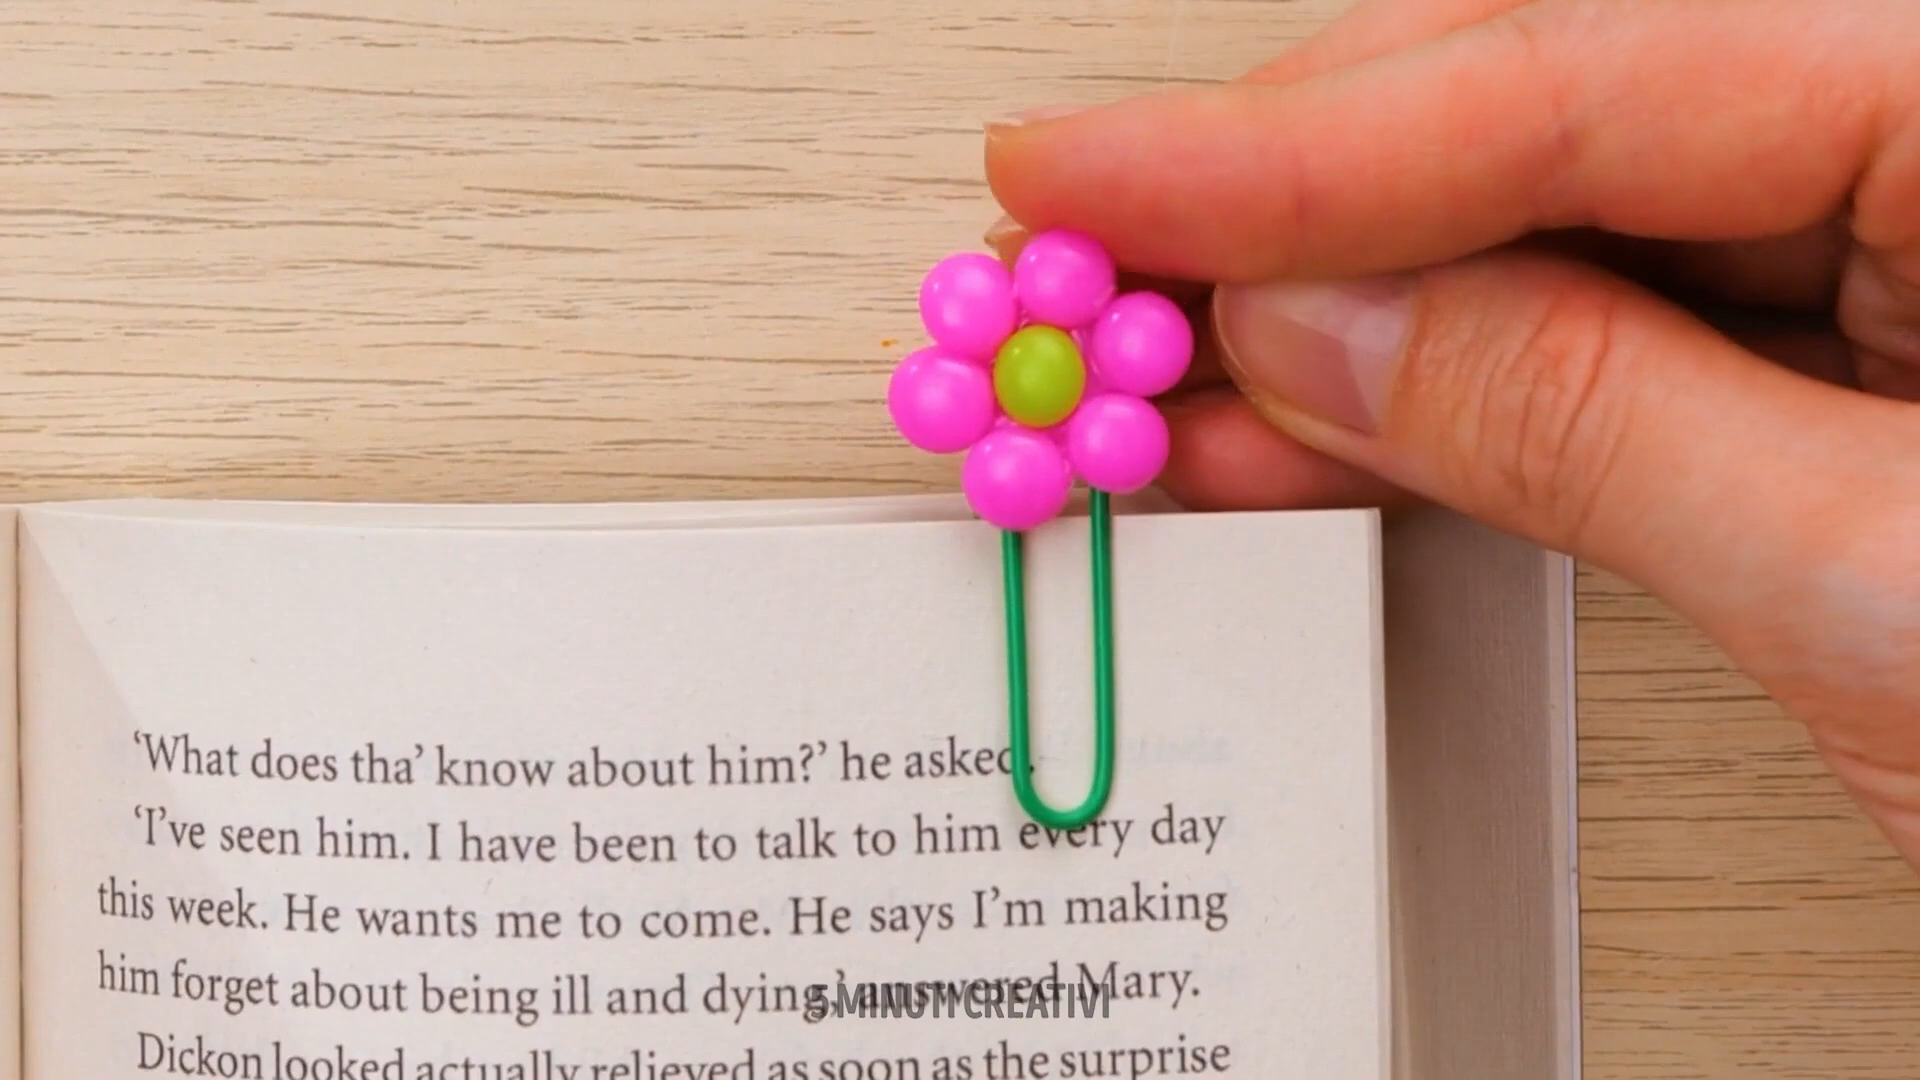 ‘What does tha’ know about him?’ he asked.
‘I’ve seen him. I have been to talk to him every day
this week. He wants me to come. He says I’m making
him forget about being ill and dying,’ answered Mary.
5 MINUTI CREATIVI
Dickon looked actually relieved as soon as the surprise